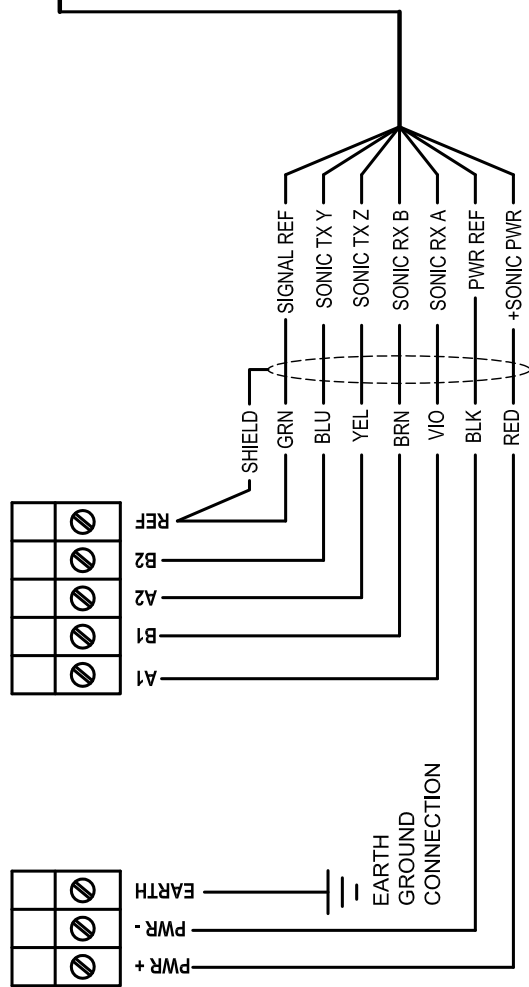 SIGNAL REF
SONIC TX Y
SONIC TX Z
SONIC RX B
SONIC RX A
PWR REF
+SONIC PWR
SHIELD
GRN
BLU
YEL
BRN
VIO
BLK
RED
REF
B2
A2
B1
A1
EARTH
PWR -
PWR +
EARTH
GROUND
CONNECTION